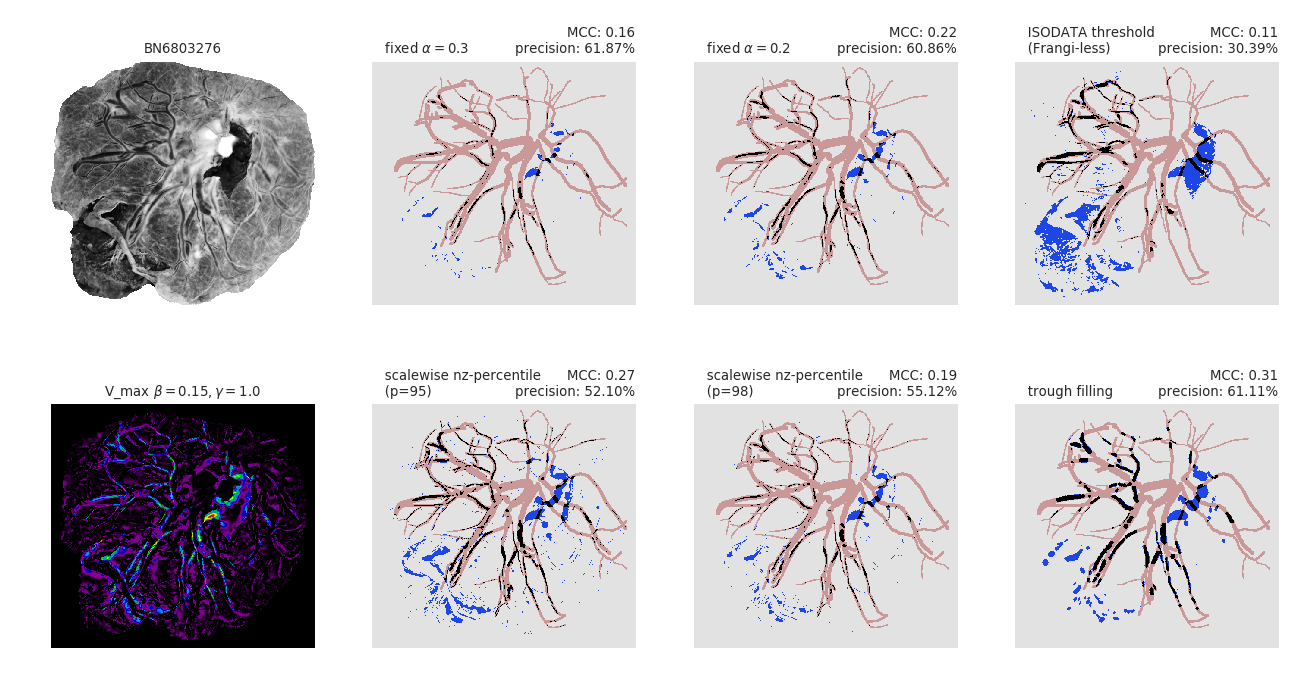 BN6803276
fixed α = 0.3
MCC: 0.16
precision: 61.87%
fixed α = 0.2
MCC: 0.22
precision: 60.86%
ISODATA threshold
(Frangi-less)
MCC: 0.11
precision: 30.39%
V_max β = 0.15, γ = 1.0
scalewise nz-percentile
(p=95)
MCC: 0.27
precision: 52.10%
scalewise nz-percentile
(p=98)
MCC: 0.19
precision: 55.12%
trough filling
MCC: 0.31
precision: 61.11%